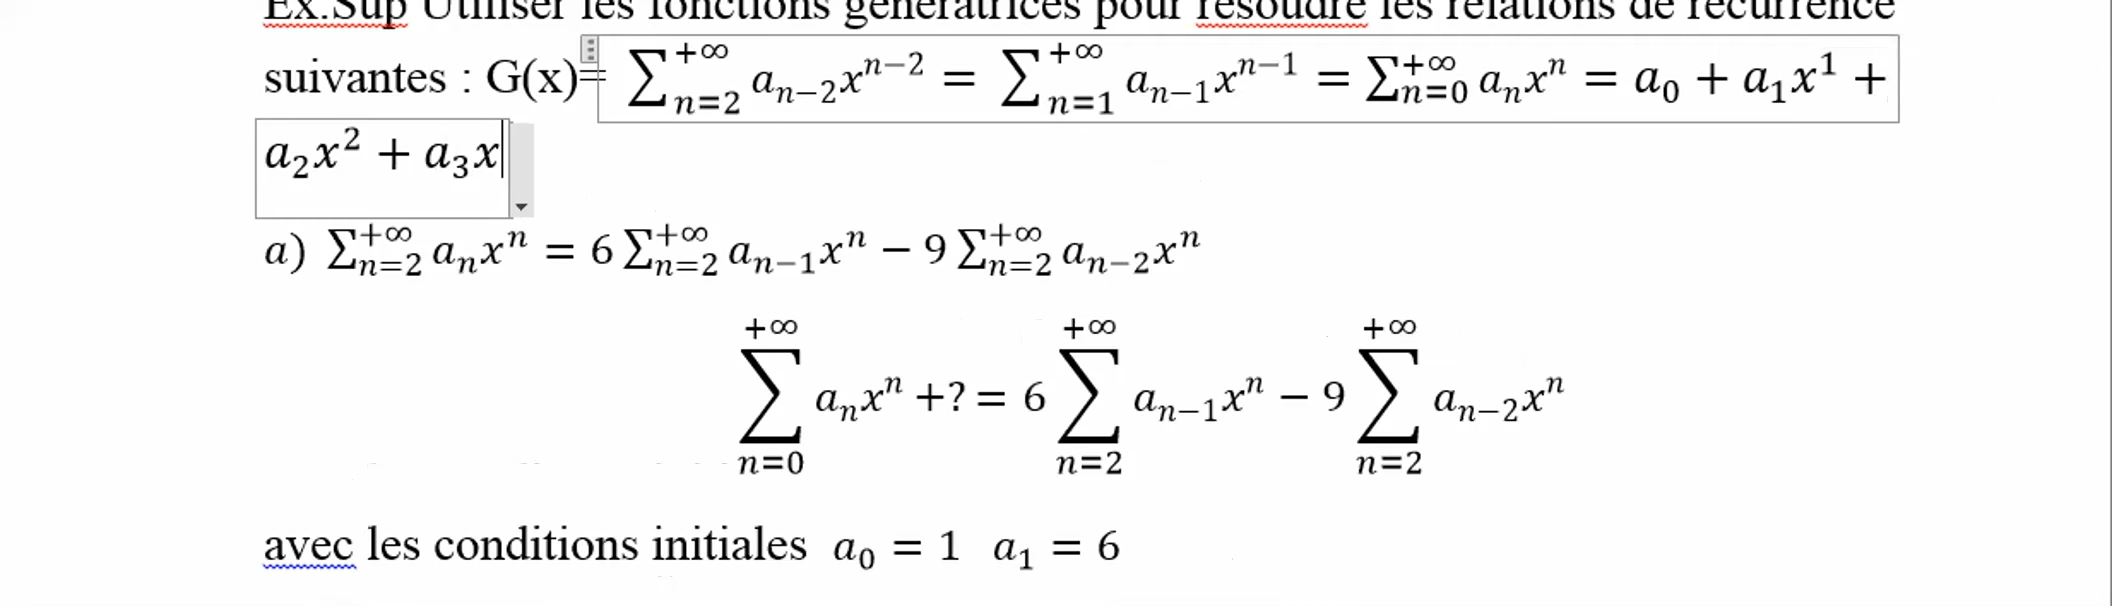 Ex.Sup Utiliser les fonctions génératrices pour résoudre les relations de récurrence
suivantes : G(x)= ∑_{n=2}^{+∞} a_{n−2}x^{n−2} = ∑_{n=1}^{+∞} a_{n−1}x^{n−1} = ∑_{n=0}^{+∞} a_n x^n = a_0 + a_1x^1 +
a_2x^2 + a_3x
a) ∑_{n=2}^{+∞} a_n x^n = 6 ∑_{n=2}^{+∞} a_{n−1}x^n − 9 ∑_{n=2}^{+∞} a_{n−2}x^n
∑_{n=0}^{+∞} a_n x^n +? = 6 ∑_{n=2}^{+∞} a_{n−1}x^n − 9 ∑_{n=2}^{+∞} a_{n−2}x^n
avec les conditions initiales a_0 = 1 a_1 = 6